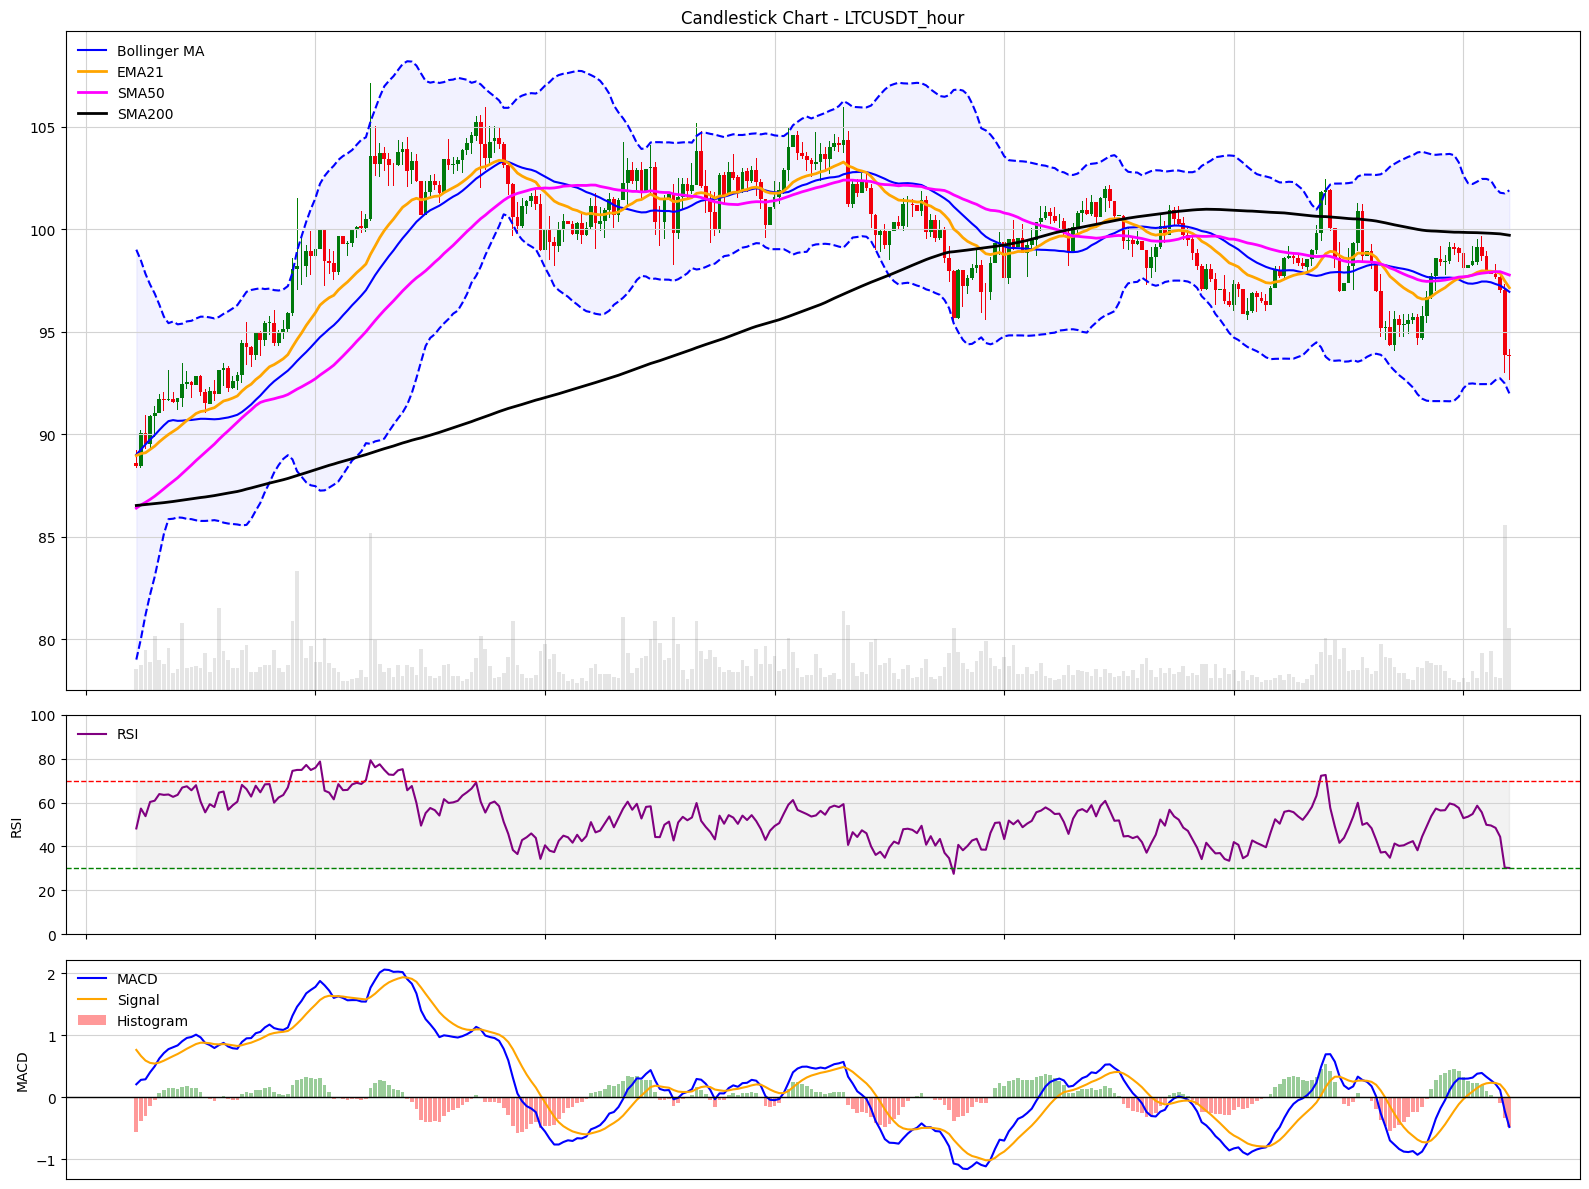 Candlestick Chart - LTCUSDT_hour
Bollinger MA
EMA21
SMA50
SMA200
105
100
95
90
85
80
RSI
100
80
60
40
20
0
RSI
MACD
Signal
Histogram
2
1
0
−1
MACD